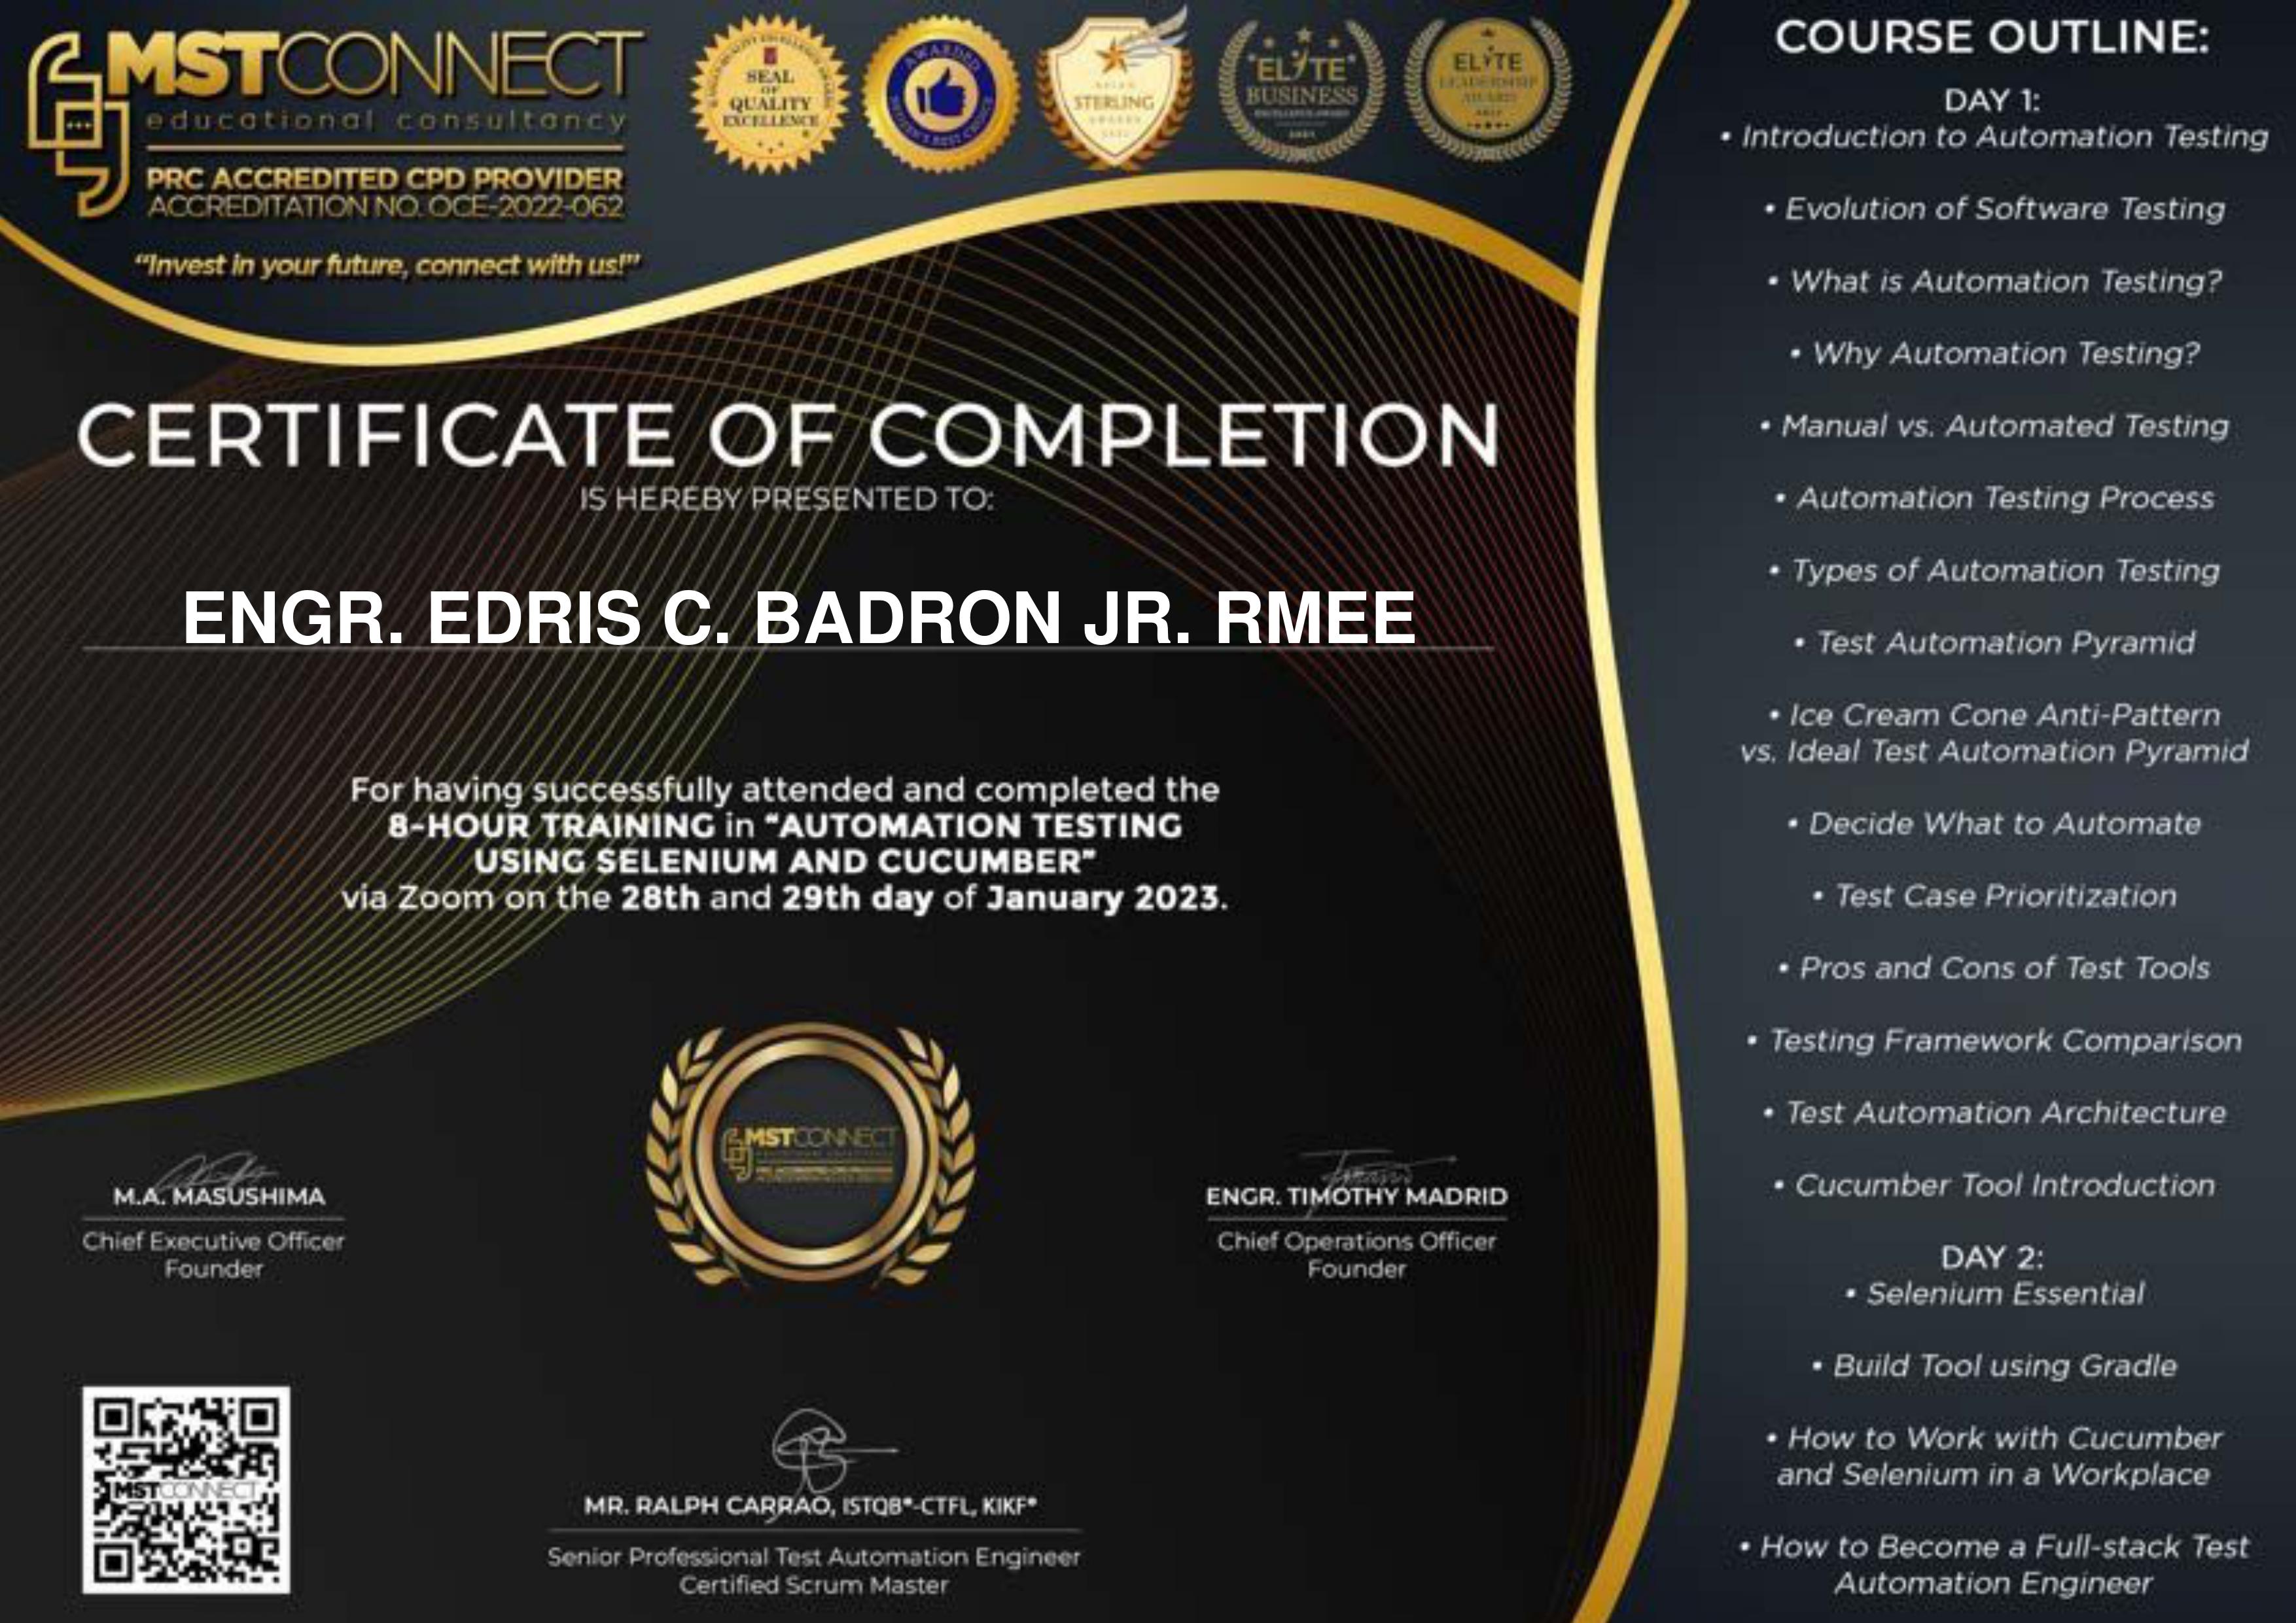 MSTCONNECT
educational consultancy
PRC ACCREDITED CPD PROVIDER
ACCREDITATION NO. OCE-2022-062
"Invest in your future, connect with us!"
SEAL
OF
QUALITY
EXCELLENCE
AWARDED
STERLING
ELITE
BUSINESS
ELITE
LEADERSHIP
AWARD
CERTIFICATE OF COMPLETION
IS HEREBY PRESENTED TO:
ENGR. EDRIS C. BADRON JR. RMEE
For having successfully attended and completed the
8-HOUR TRAINING in “AUTOMATION TESTING
USING SELENIUM AND CUCUMBER”
via Zoom on the 28th and 29th day of January 2023.
MSTCONNECT
M.A. MASUSHIMA
Chief Executive Officer
Founder
ENGR. TIMOTHY MADRID
Chief Operations Officer
Founder
MSTCONNECT
MR. RALPH CARRAO, ISTQB®-CTFL, KIKF®
Senior Professional Test Automation Engineer
Certified Scrum Master
COURSE OUTLINE:
DAY 1:
• Introduction to Automation Testing
• Evolution of Software Testing
• What is Automation Testing?
• Why Automation Testing?
• Manual vs. Automated Testing
• Automation Testing Process
• Types of Automation Testing
• Test Automation Pyramid
• Ice Cream Cone Anti-Pattern
vs. Ideal Test Automation Pyramid
• Decide What to Automate
• Test Case Prioritization
• Pros and Cons of Test Tools
• Testing Framework Comparison
• Test Automation Architecture
• Cucumber Tool Introduction
DAY 2:
• Selenium Essential
• Build Tool using Gradle
• How to Work with Cucumber
and Selenium in a Workplace
• How to Become a Full-stack Test
Automation Engineer